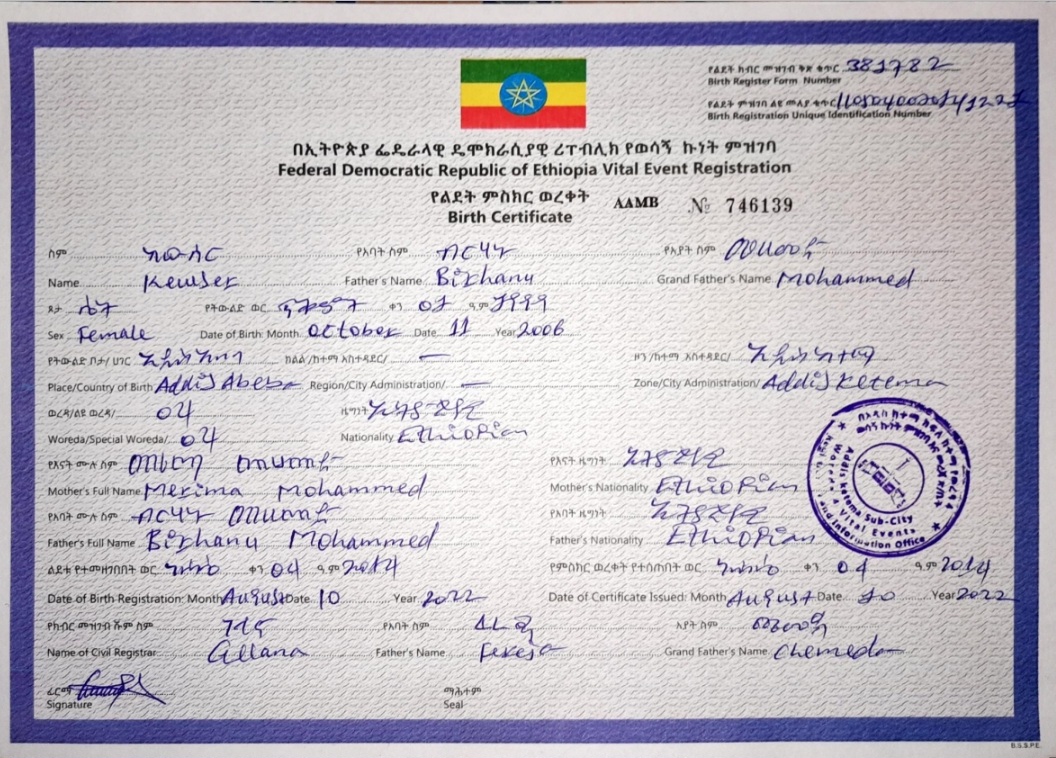 የልደት ክብር መዝገብ ቅጽ ቁጥር 381782
Birth Register Form Number
የልደት ምዝገባ ልዩ መለያ ቁጥር
Birth Registration Unique Identification Number
በኢትዮጵያ ፌዴራላዊ ዴሞክራሲያዊ ሪፐብሊክ የወሳኝ ኩነት ምዝገባ
Federal Democratic Republic of Ethiopia Vital Event Registration
የልደት ምስክር ወረቀት AAMB № 746139
Birth Certificate
ስም ከውሰር የአባት ስም ብርሃኑ የአያት ስም መሀመድ
Name Kewser Father's Name Birhanu Grand Father's Name Mohammed
ጾታ ሴት የትውልድ ወር ጥቅምት ቀን 01 ዓ.ም 1999
Sex Female Date of Birth: Month October Date 11 Year 2006
የትውልድ ቦታ/ ሀገር አዲስ አበባ ክልል/ከተማ አስተዳደር/ — ዞን/ከተማ አስተዳደር/ አዲስ ከተማ
Place/Country of Birth Addis Abeba Region/City Administration/ — Zone/City Administration/ Addis Ketema
ወረዳ/ልዩ ወረዳ/ 04 ዜግነት ኢትዮጵያዊ
Woreda/Special Woreda/ 04 Nationality Ethiopian
የእናት ሙሉ ስም መሪማ መሀመድ የእናት ዜግነት ኢትዮጵያዊ
Mother's Full Name Merima Mohammed Mother's Nationality Ethiopian
የአባት ሙሉ ስም ብርሃኑ መሀመድ የአባት ዜግነት ኢትዮጵያዊ
Father's Full Name Birhanu Mohammed Father's Nationality Ethiopian
ልደቱ የተመዘገበበት ወር ነሐሴ ቀን 04 ዓ.ም 2014 የምስክር ወረቀት የተሰጠበት ወር ነሐሴ ቀን 04 ዓ.ም 2014
Date of Birth Registration: Month August Date 10 Year 2022 Date of Certificate Issued: Month August Date 10 Year 2022
የክብር መዝገብ ሹም ስም ገላና የአባት ስም አያት ስም
Name of Civil Registrar Gellana Father's Name Fekesa Grand Father's Name Chemeda
ፊርማ ማሕተም
Signature Seal
Addis Ketema Sub-City
Woreda 4 Vital Events
and Information Office
B.S.S.P.E.